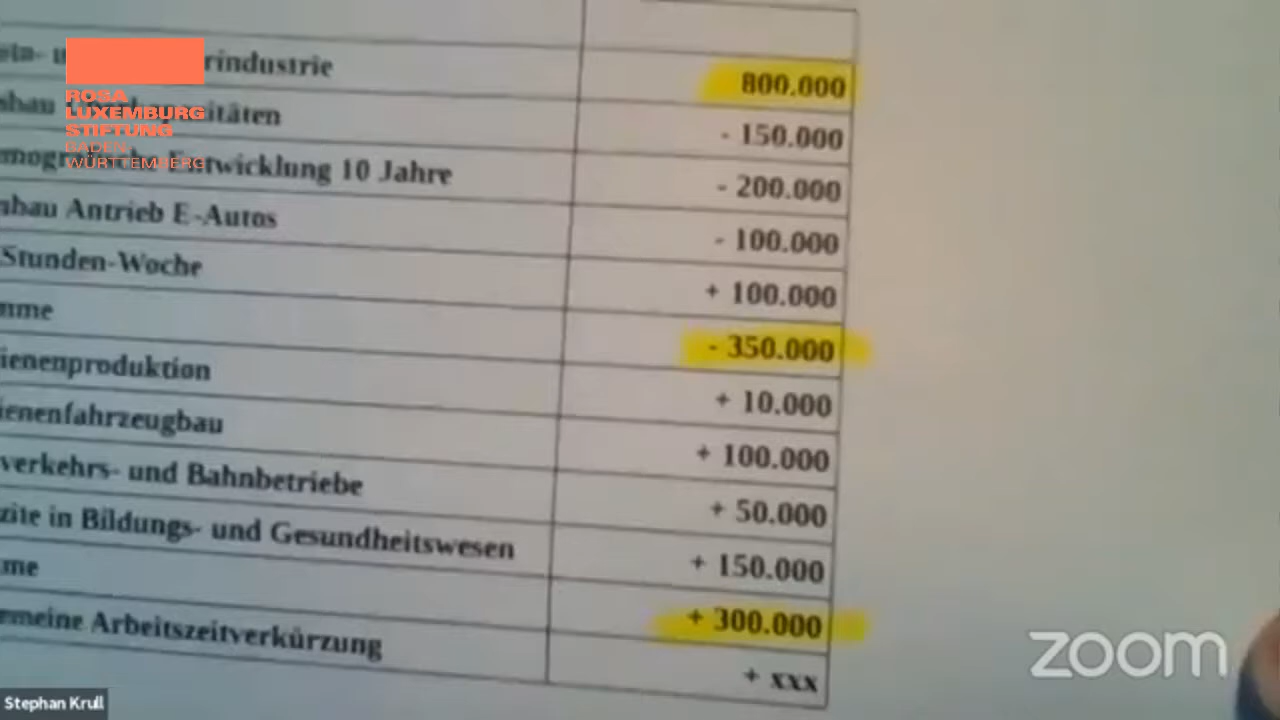 rindustrie 800.000
itäten - 150.000
Entwicklung 10 Jahre - 200.000
Antrieb E-Autos - 100.000
Stunden-Woche + 100.000
mme - 350.000
ienenproduktion + 10.000
ienenfahrzeugbau + 100.000
verkehrs- und Bahnbetriebe + 50.000
zite in Bildungs- und Gesundheitswesen + 150.000
me + 300.000
emeine Arbeitszeitverkürzung + xxx
ROSA
LUXEMBURG
STIFTUNG
BADEN
WÜRTTEMBERG
zoom
Stephan Krull